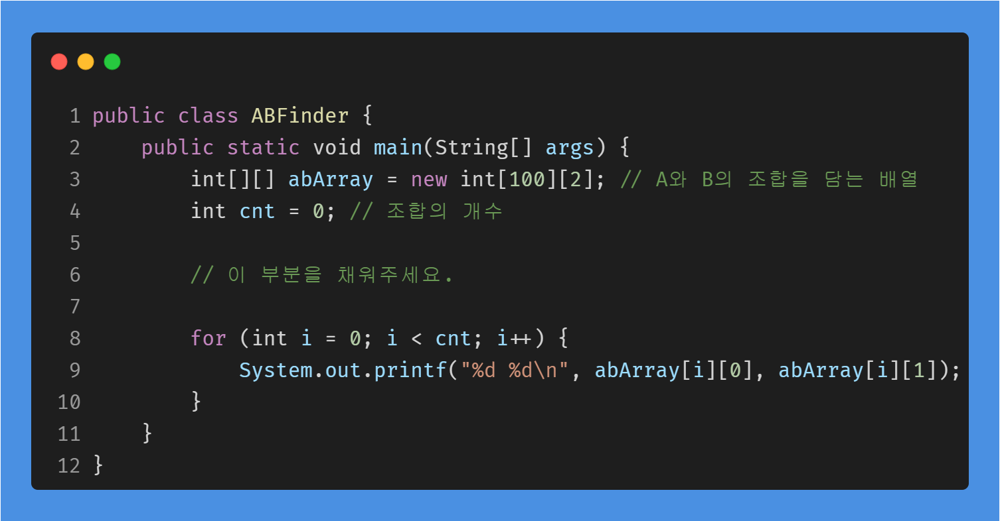 1 public class ABFinder {
2     public static void main(String[] args) {
3         int[][] abArray = new int[100][2]; // A와 B의 조합을 담는 배열
4         int cnt = 0; // 조합의 개수
5
6         // 이 부분을 채워주세요.
7
8         for (int i = 0; i < cnt; i++) {
9             System.out.printf("%d %d\n", abArray[i][0], abArray[i][1]);
10         }
11     }
12 }